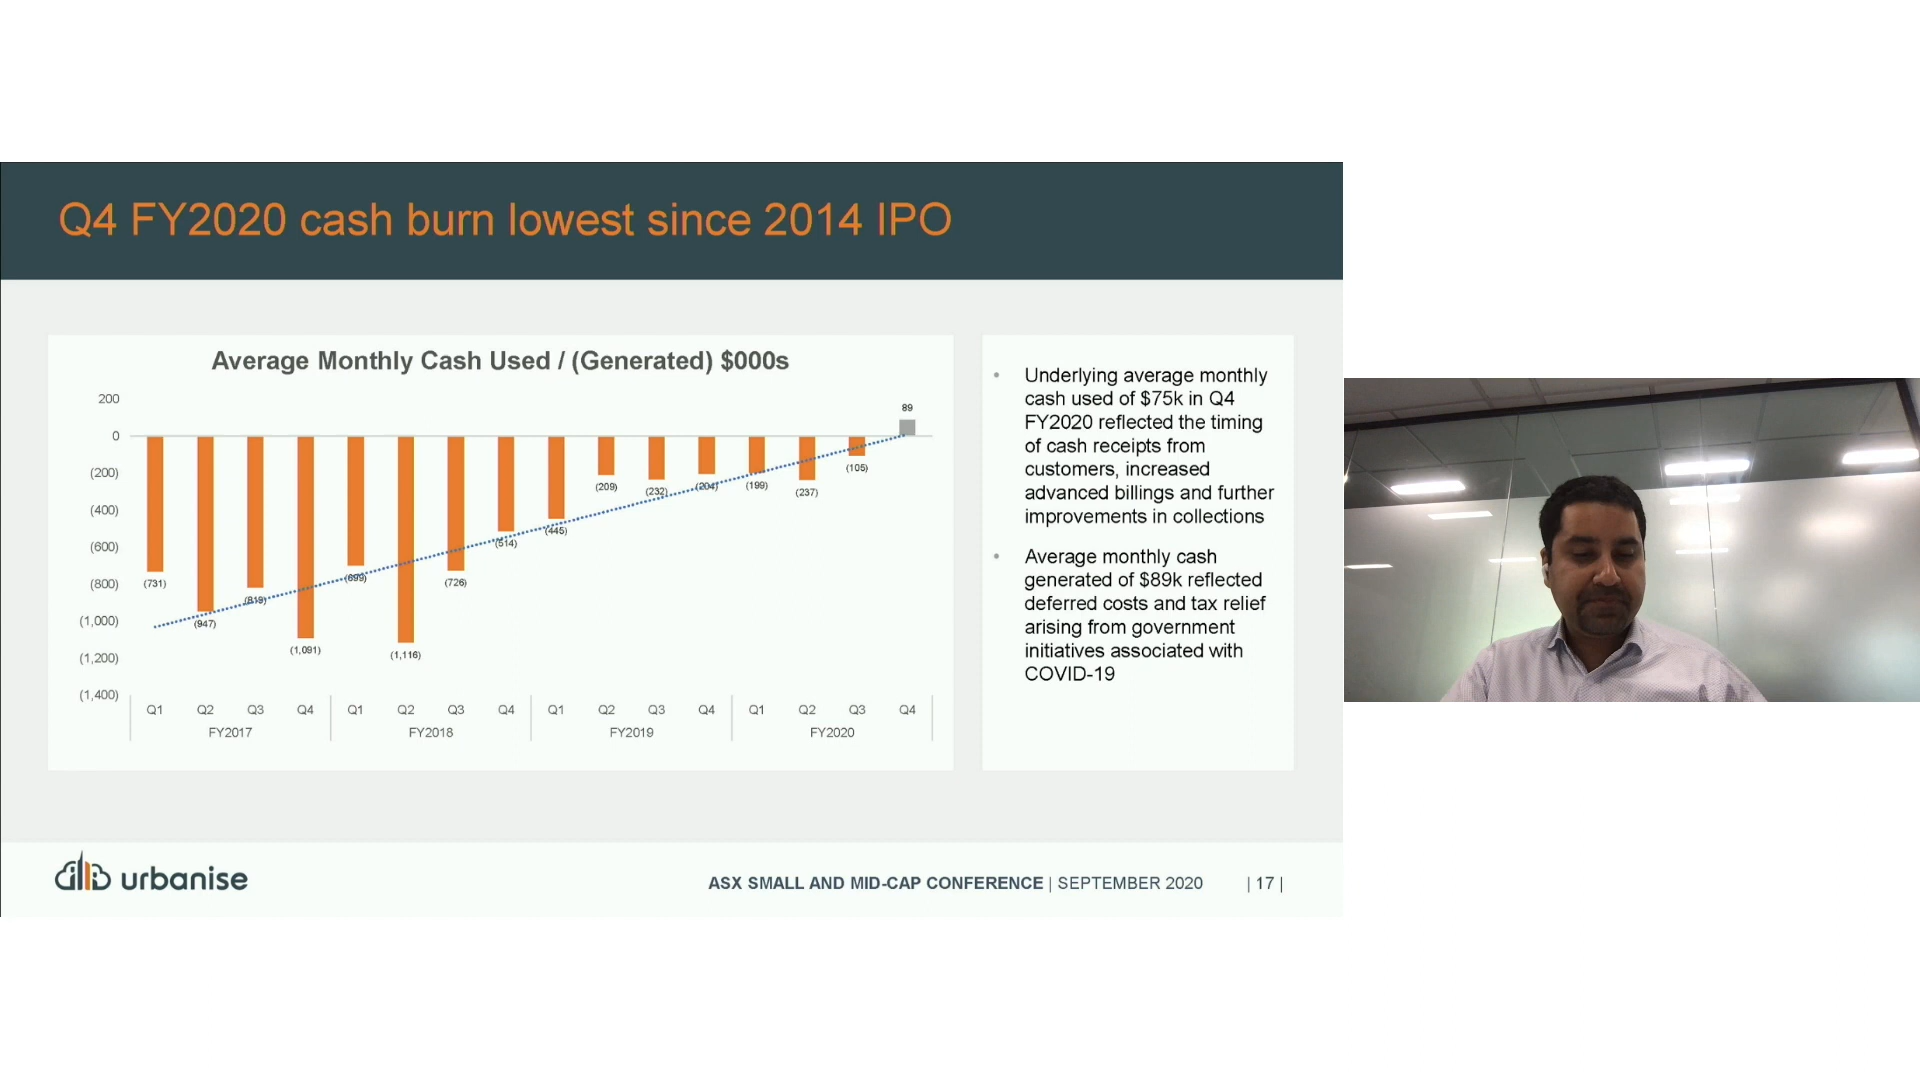 Q4 FY2020 cash burn lowest since 2014 IPO
Average Monthly Cash Used / (Generated) $000s
200
0
(200)
(400)
(600)
(800)
(1,000)
(1,200)
(1,400)
(731)
(947)
(819)
(1,091)
(699)
(1,116)
(726)
(514)
(445)
(209)
(232)
(204)
(199)
(237)
(105)
89
Q1 Q2 Q3 Q4 Q1 Q2 Q3 Q4 Q1 Q2 Q3 Q4 Q1 Q2 Q3 Q4
FY2017 FY2018 FY2019 FY2020
• Underlying average monthly
cash used of $75k in Q4
FY2020 reflected the timing
of cash receipts from
customers, increased
advanced billings and further
improvements in collections
• Average monthly cash
generated of $89k reflected
deferred costs and tax relief
arising from government
initiatives associated with
COVID-19
urbanise
ASX SMALL AND MID-CAP CONFERENCE | SEPTEMBER 2020 | 17 |